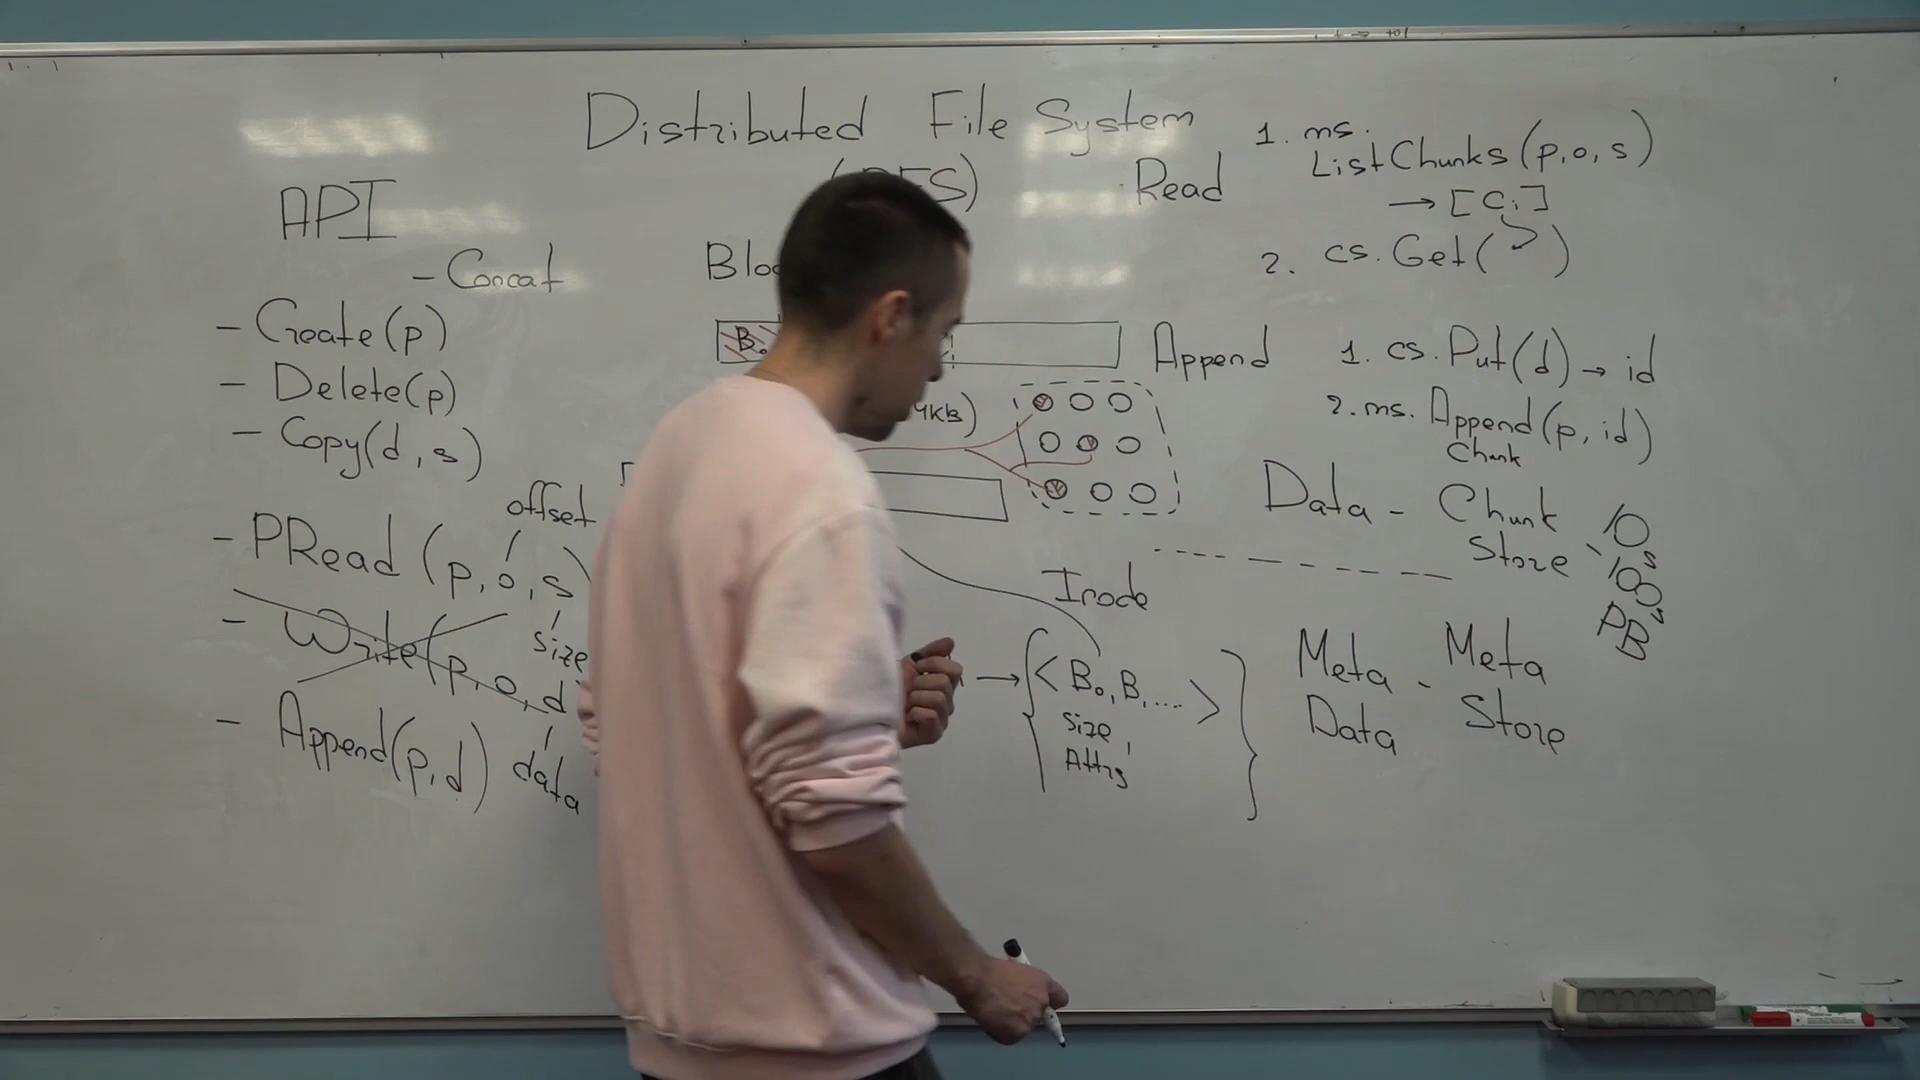 Distributed File System
(DFS)
API
- Concat
- Create(p)
- Delete(p)
- Copy(d, s)
offset
- PRead (p, o, s
size
- Write(p, o, d
- Append(p, d)
data
B₀
4KB)
Inode
→ { < B₀, B, .... > }
size,
Attrs
Read
1. ms.
ListChunks(p, o, s)
→ [Ci]
2. cs. Get( )
Append
1. cs. Put(d) → id
2. ms. Append(p, id)
Chunk
Data - Chunk
Store
10s
100s
PB
Meta - Meta
Data Store